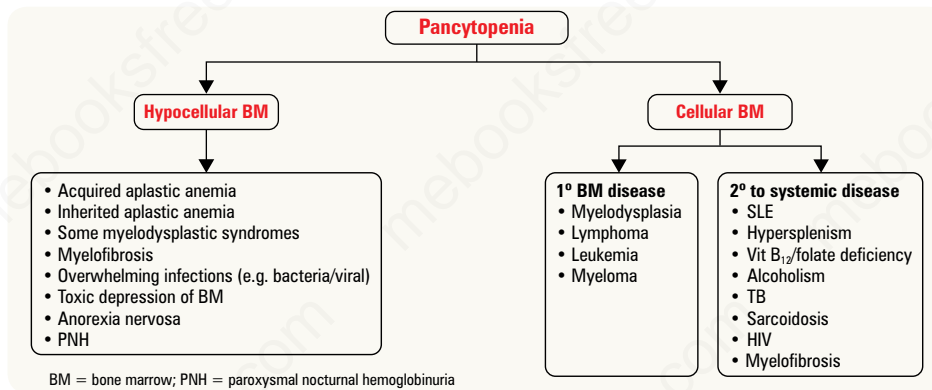 Pancytopenia
Hypocellular BM
Cellular BM
• Acquired aplastic anemia
• Inherited aplastic anemia
• Some myelodysplastic syndromes
• Myelofibrosis
• Overwhelming infections (e.g. bacteria/viral)
• Toxic depression of BM
• Anorexia nervosa
• PNH
1º BM disease
• Myelodysplasia
• Lymphoma
• Leukemia
• Myeloma
2º to systemic disease
• SLE
• Hypersplenism
• Vit B₁₂/folate deficiency
• Alcoholism
• TB
• Sarcoidosis
• HIV
• Myelofibrosis
BM = bone marrow; PNH = paroxysmal nocturnal hemoglobinuria